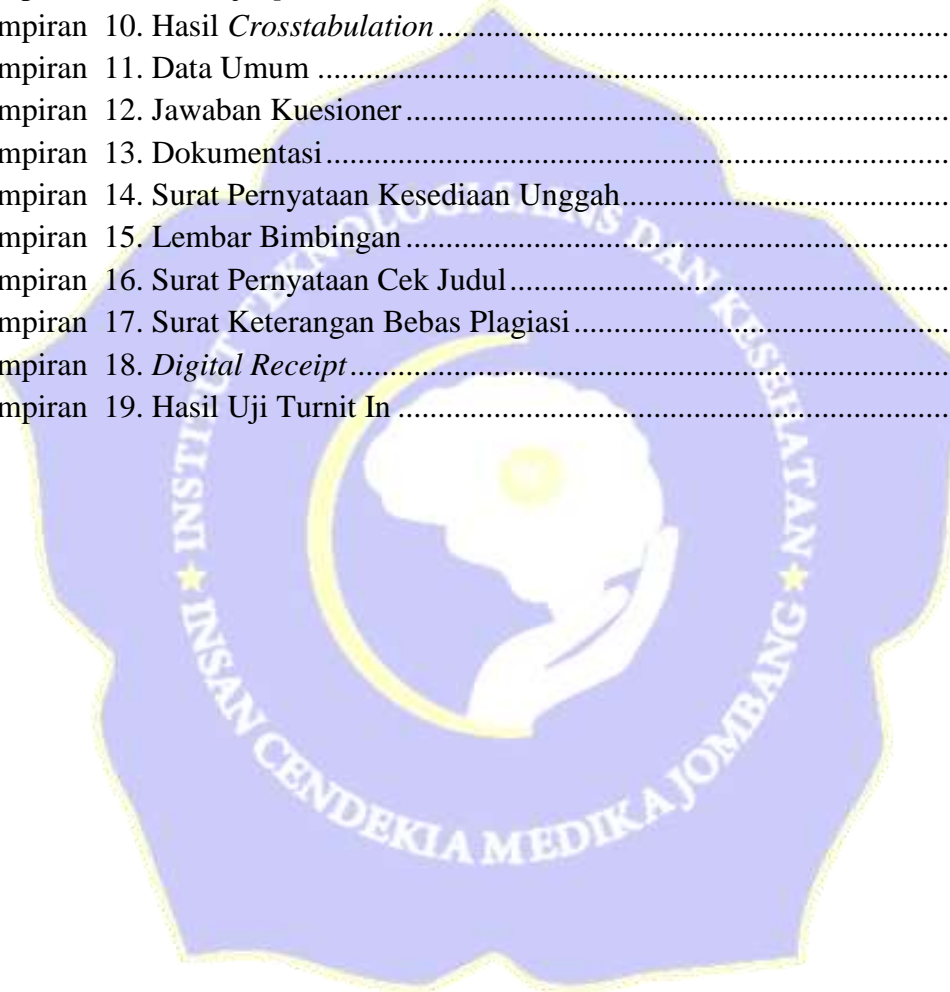 mpiran 10. Hasil Crosstabulation....................................................................
mpiran 11. Data Umum ...............................................................................
mpiran 12. Jawaban Kuesioner......................................................................
mpiran 13. Dokumentasi...............................................................................
mpiran 14. Surat Pernyataan Kesediaan Unggah.........................................
mpiran 15. Lembar Bimbingan......................................................................
mpiran 16. Surat Pernyataan Cek Judul.......................................................
mpiran 17. Surat Keterangan Bebas Plagiasi...............................................
mpiran 18. Digital Receipt............................................................................
mpiran 19. Hasil Uji Turnit In .....................................................................
INSTITUT TEKNOLOGI SAINS DAN KESEHATAN
INSAN CENDEKIA MEDIKA JOMBANG